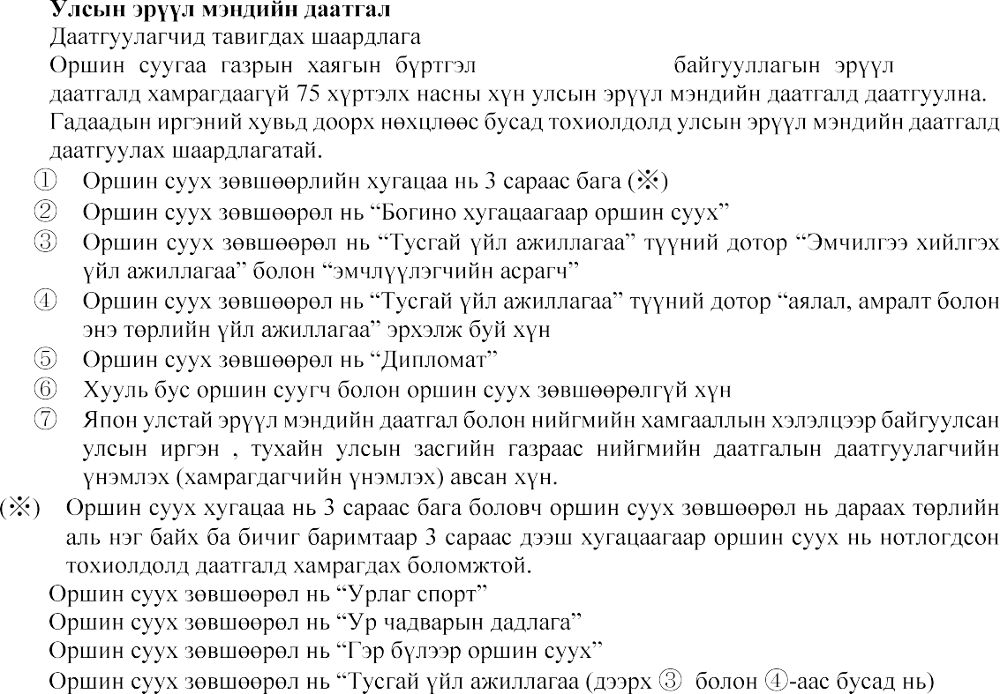 Улсын эрүүл мэндийн даатгал
Даатгуулагчид тавигдах шаардлага
Оршин суугаа газрын хаягын бүртгэл байгууллагын эрүүл
даатгалд хамрагдаагүй 75 хүртэлх насны хүн улсын эрүүл мэндийн даатгалд даатгуулна.
Гадаадын иргэний хувьд доорх нөхцлөөс бусад тохиолдолд улсын эрүүл мэндийн даатгалд
даатгуулах шаардлагатай.
① Оршин суух зөвшөөрлийн хугацаа нь 3 сараас бага (※)
② Оршин суух зөвшөөрөл нь “Богино хугацаагаар оршин суух”
③ Оршин суух зөвшөөрөл нь “Тусгай үйл ажиллагаа” түүний дотор “Эмчилгээ хийлгэх
үйл ажиллагаа” болон “эмчлүүлэгчийн асрагч”
④ Оршин суух зөвшөөрөл нь “Тусгай үйл ажиллагаа” түүний дотор “аялал, амралт болон
энэ төрлийн үйл ажиллагаа” эрхэлж буй хүн
⑤ Оршин суух зөвшөөрөл нь “Дипломат”
⑥ Хууль бус оршин суугч болон оршин суух зөвшөөрөлгүй хүн
⑦ Япон улстай эрүүл мэндийн даатгал болон нийгмийн хамгааллын хэлэлцээр байгуулсан
улсын иргэн , тухайн улсын засгийн газраас нийгмийн даатгалын даатгуулагчийн
үнэмлэх (хамрагдагчийн үнэмлэх) авсан хүн.
(※) Оршин суух хугацаа нь 3 сараас бага боловч оршин суух зөвшөөрөл нь дараах төрлийн
аль нэг байх ба бичиг баримтаар 3 сараас дээш хугацаагаар оршин суух нь нотлогдсон
тохиолдолд даатгалд хамрагдах боломжтой.
Оршин суух зөвшөөрөл нь “Урлаг спорт”
Оршин суух зөвшөөрөл нь “Ур чадварын дадлага”
Оршин суух зөвшөөрөл нь “Гэр бүлээр оршин суух”
Оршин суух зөвшөөрөл нь “Тусгай үйл ажиллагаа (дээрх ③ болон ④-аас бусад нь)